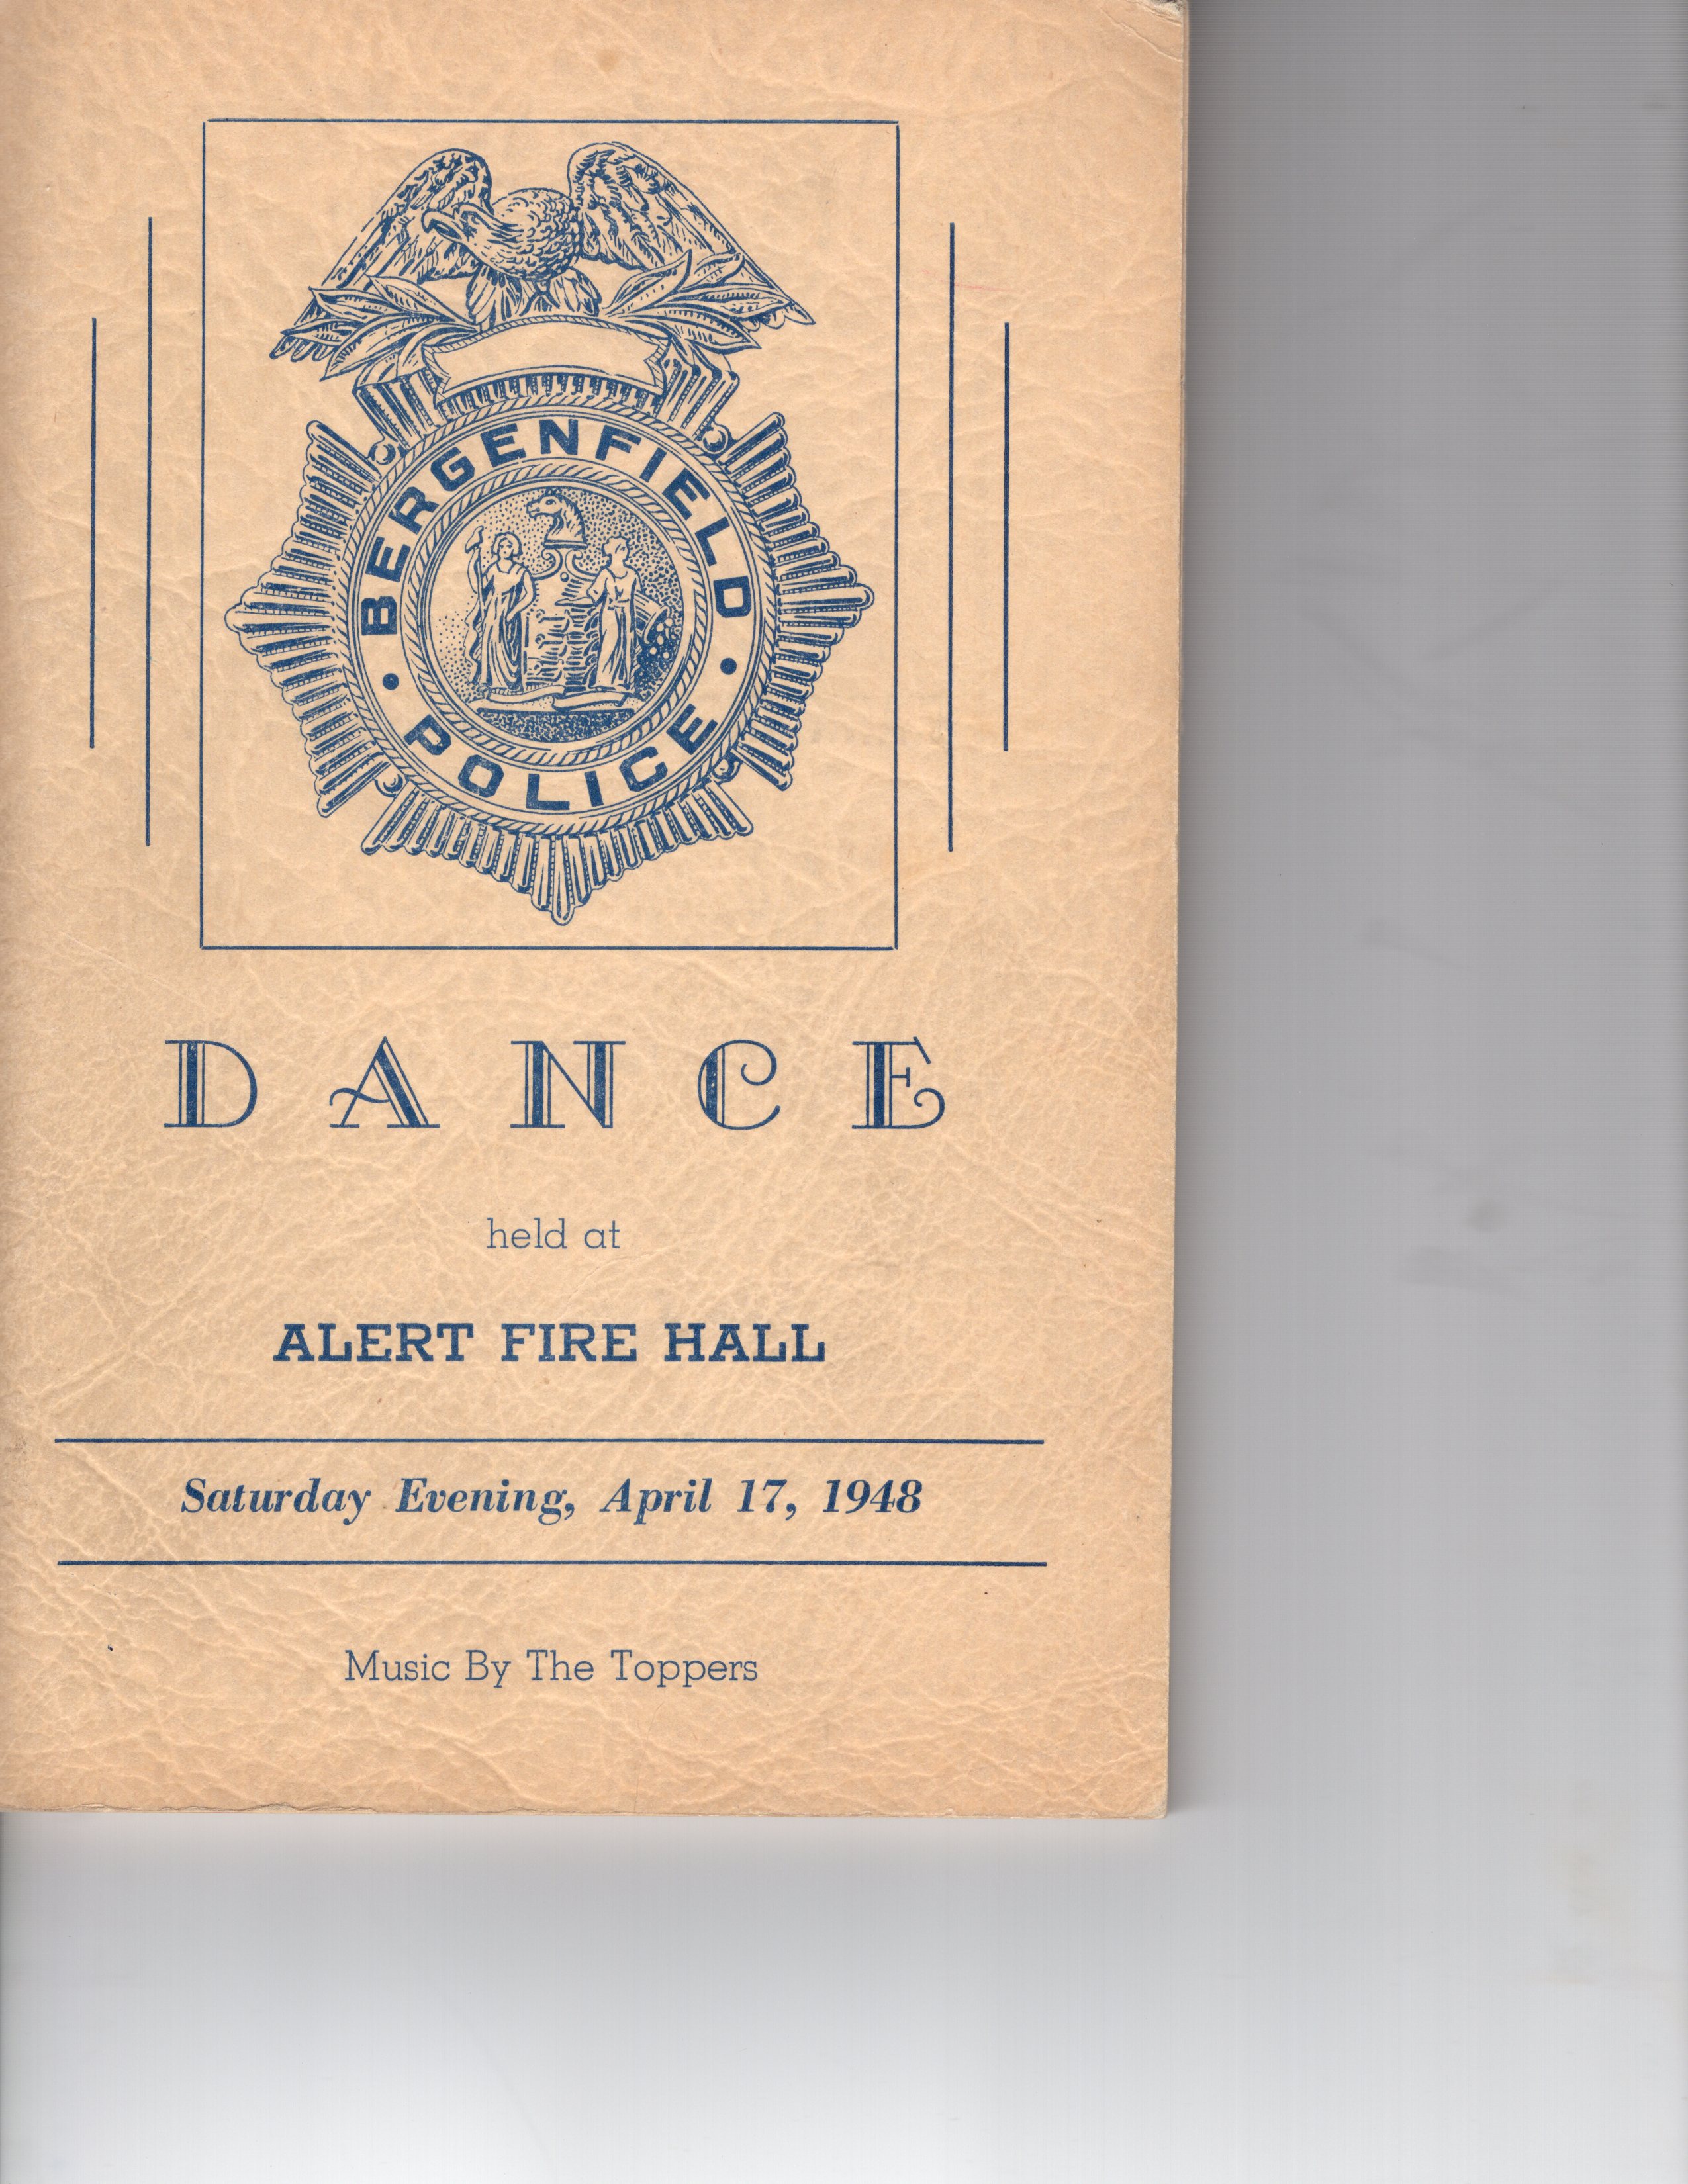 BERGENFIELD
POLICE
DANCE
held at
ALERT FIRE HALL
Saturday Evening, April 17, 1948
Music By The Toppers